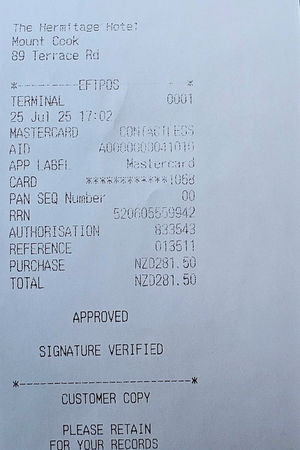 The Hermitage Hotel
Mount Cook
89 Terrace Rd
*---------EFTPOS---------*
TERMINAL 0001
25 Jul 25 17:02
MASTERCARD CONTACTLESS
AID A0000000041010
APP LABEL Mastercard
CARD ************1068
PAN SEQ Number 00
RRN 520605559942
AUTHORISATION 833543
REFERENCE 013511
PURCHASE NZD281.50
TOTAL NZD281.50
APPROVED
SIGNATURE VERIFIED
*------------------------*
CUSTOMER COPY
PLEASE RETAIN
FOR YOUR RECORDS